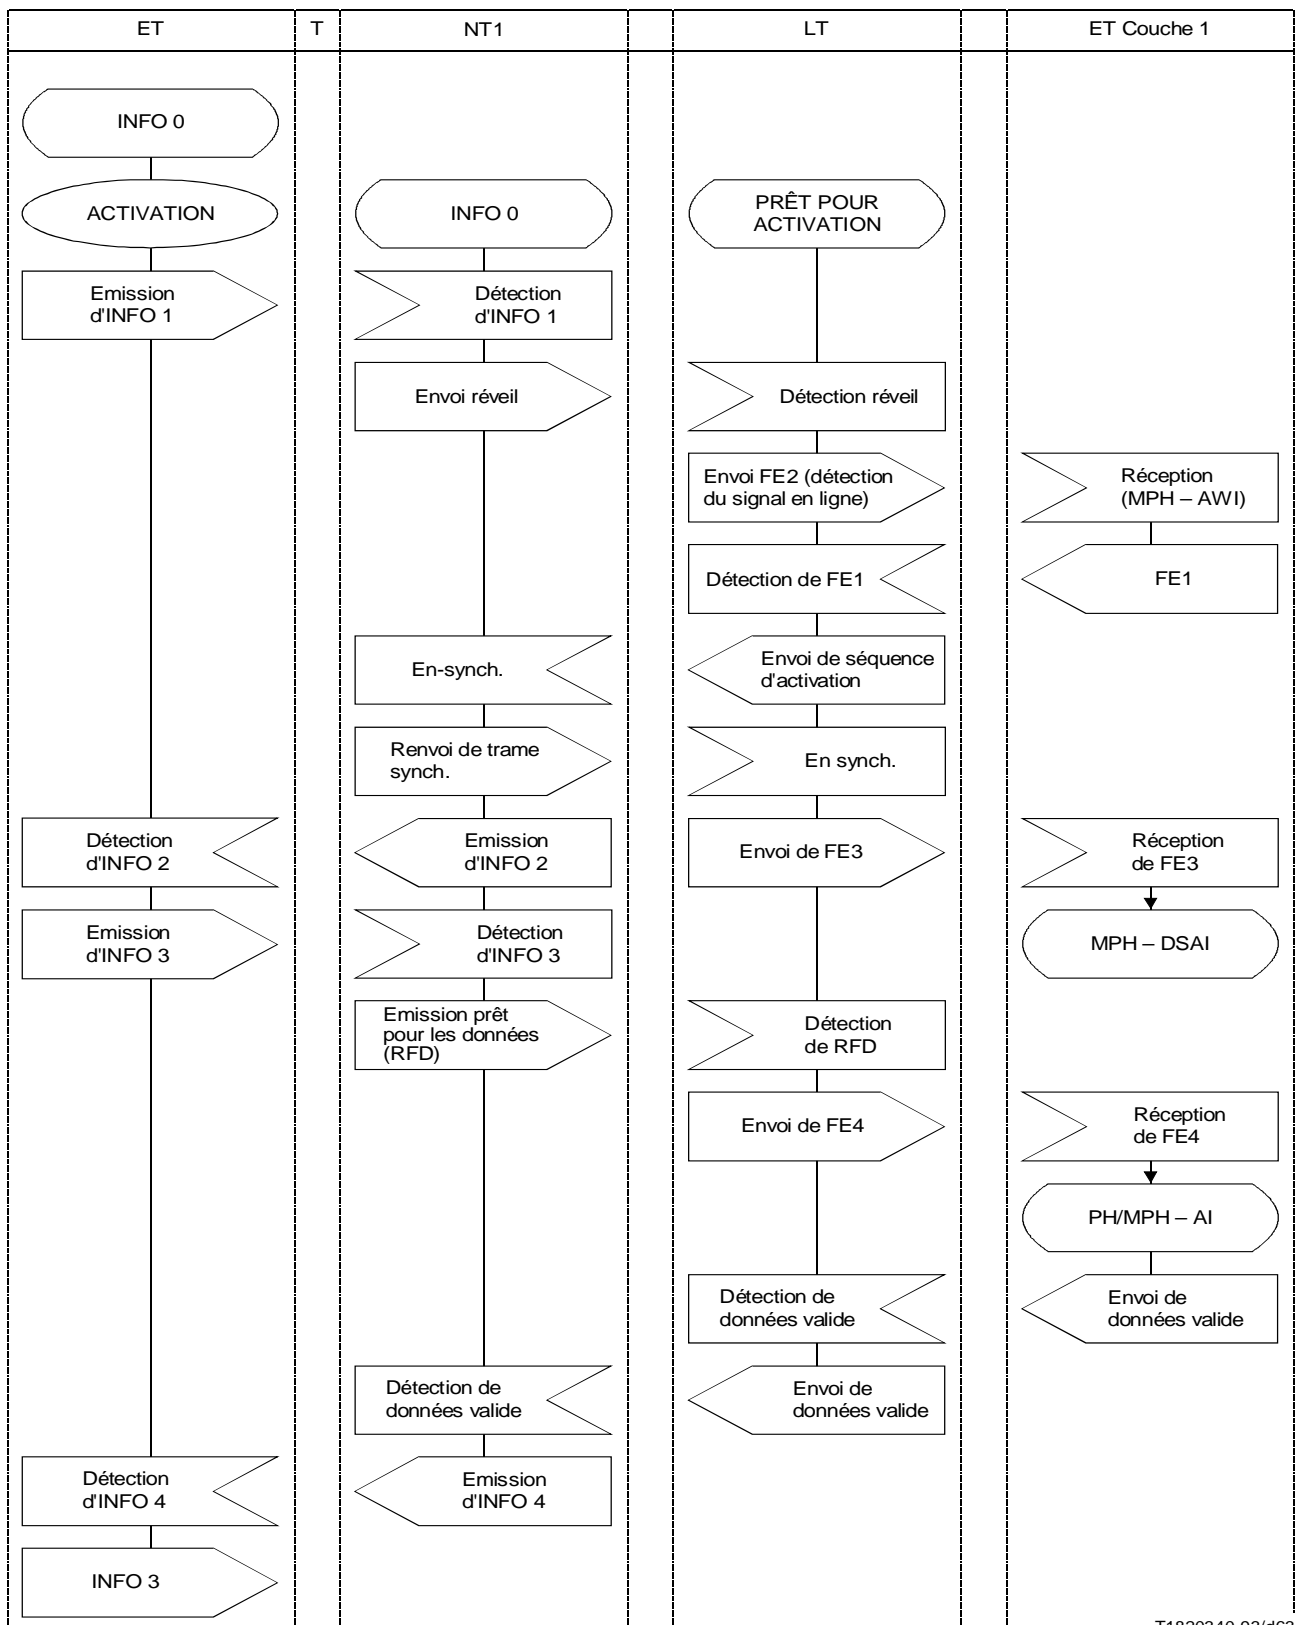 ET
T
NT1
LT
ET Couche 1
INFO 0
ACTIVATION
INFO 0
PRÊT POUR
ACTIVATION
Emission
d'INFO 1
Détection
d'INFO 1
Envoi réveil
Détection réveil
Envoi FE2 (détection
du signal en ligne)
Réception
(MPH – AWI)
Détection de FE1
FE1
En-synch.
Envoi de séquence
d'activation
Renvoi de trame
synch.
En synch.
Détection
d'INFO 2
Emission
d'INFO 2
Envoi de FE3
Réception
de FE3
Emission
d'INFO 3
Détection
d'INFO 3
MPH – DSAI
Emission prêt
pour les données
(RFD)
Détection
de RFD
Envoi de FE4
Réception
de FE4
PH/MPH – AI
Détection de
données valide
Envoi de
données valide
Détection de
données valide
Envoi de
données valide
Détection
d'INFO 4
Emission
d'INFO 4
INFO 3